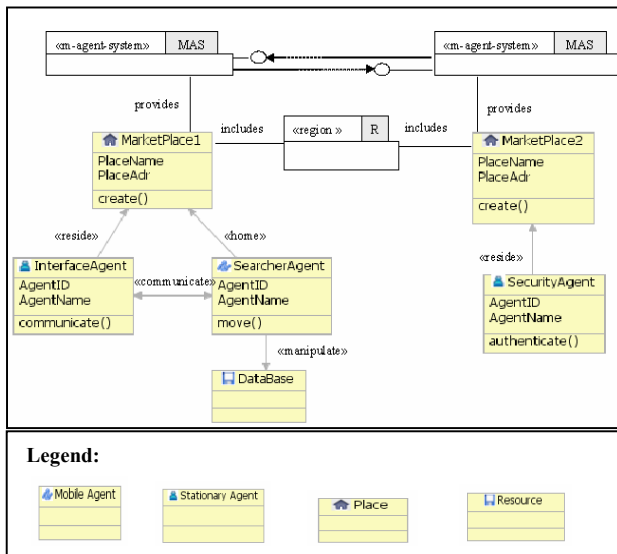 «m-agent-system» MAS
«m-agent-system» MAS
provides
provides
includes
«region »
R
includes
MarketPlace1
PlaceName
PlaceAdr
create()
MarketPlace2
PlaceName
PlaceAdr
create()
«reside»
«home»
«reside»
InterfaceAgent
AgentID
AgentName
communicate()
«communicate»
SearcherAgent
AgentID
AgentName
move()
SecurityAgent
AgentID
AgentName
authenticate()
«manipulate»
DataBase
Legend:
Mobile Agent
Stationary Agent
Place
Resource